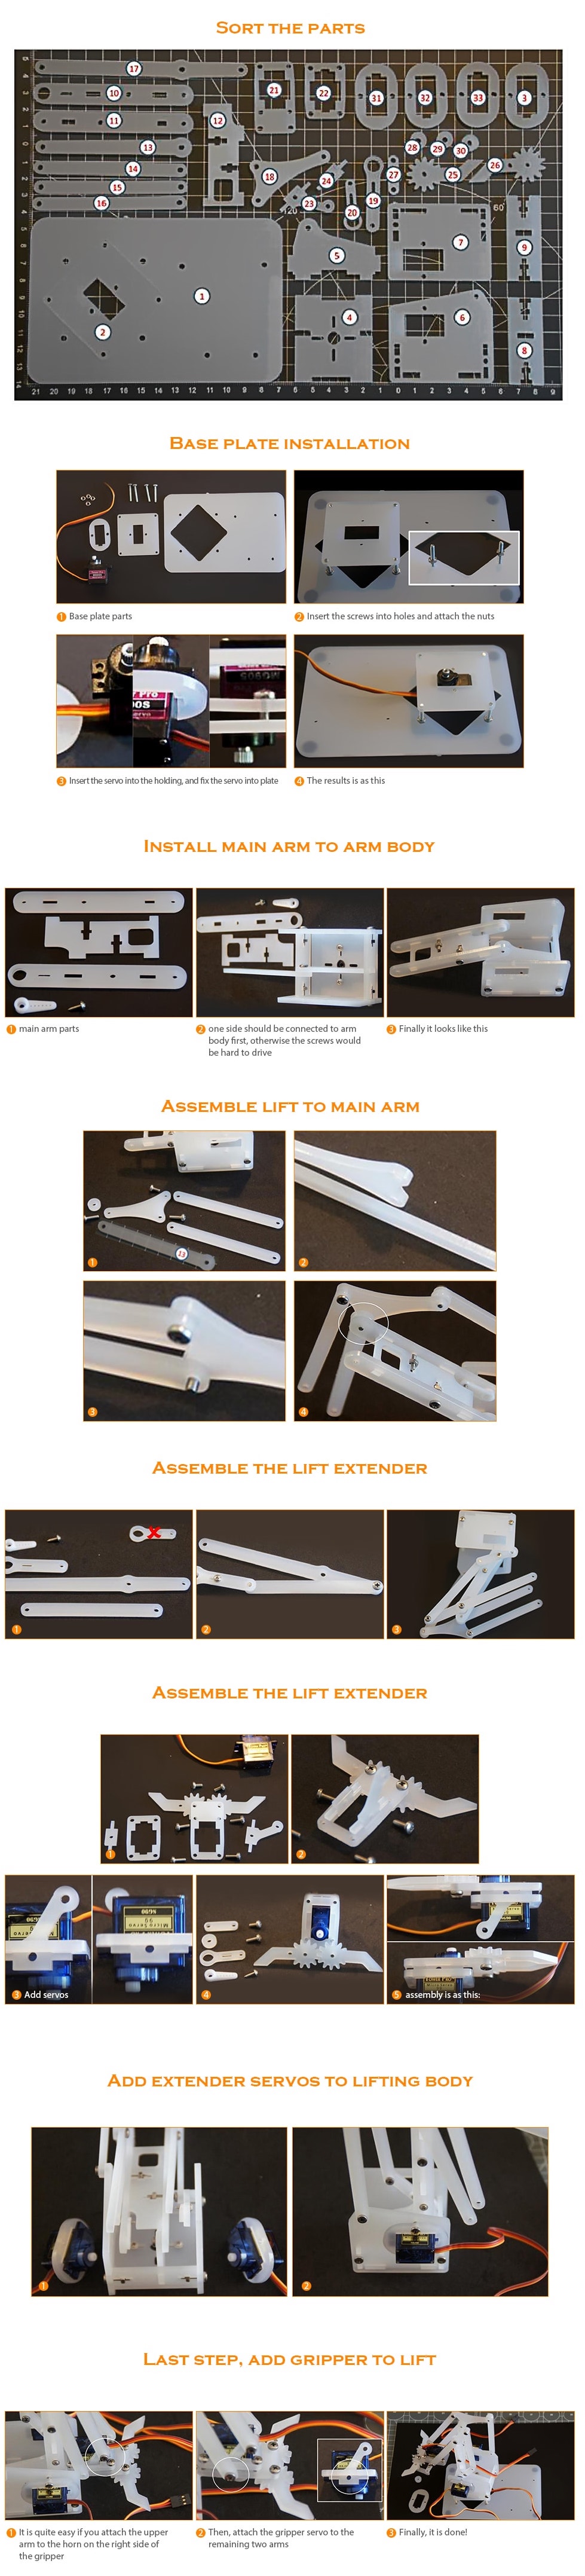 SORT THE PARTS
17
10
11
12
13
14
15
16
21
22
31
32
33
3
18
24
23
20
19
27
28
29
30
25
26
60
5
7
9
1
2
4
6
8
21 20 19 18 17 16 15 14 13 12 11 10 9 8 7 6 5 4 3 2 1 0 1 2 3 4 5 6 7 8 9
BASE PLATE INSTALLATION
1 Base plate parts
2 Insert the screws into holes and attach the nuts
3 Insert the servo into the holding, and fix the servo into plate
4 The results is as this
INSTALL MAIN ARM TO ARM BODY
1 main arm parts
2 one side should be connected to arm
body first, otherwise the screws would
be hard to drive
3 Finally it looks like this
ASSEMBLE LIFT TO MAIN ARM
13
1
2
3
4
ASSEMBLE THE LIFT EXTENDER
1
2
3
ASSEMBLE THE LIFT EXTENDER
1
2
3 Add servos
4
5 assembly is as this:
ADD EXTENDER SERVOS TO LIFTING BODY
1
2
LAST STEP, ADD GRIPPER TO LIFT
1 It is quite easy if you attach the upper
arm to the horn on the right side of
the gripper
2 Then, attach the gripper servo to the
remaining two arms
3 Finally, it is done!